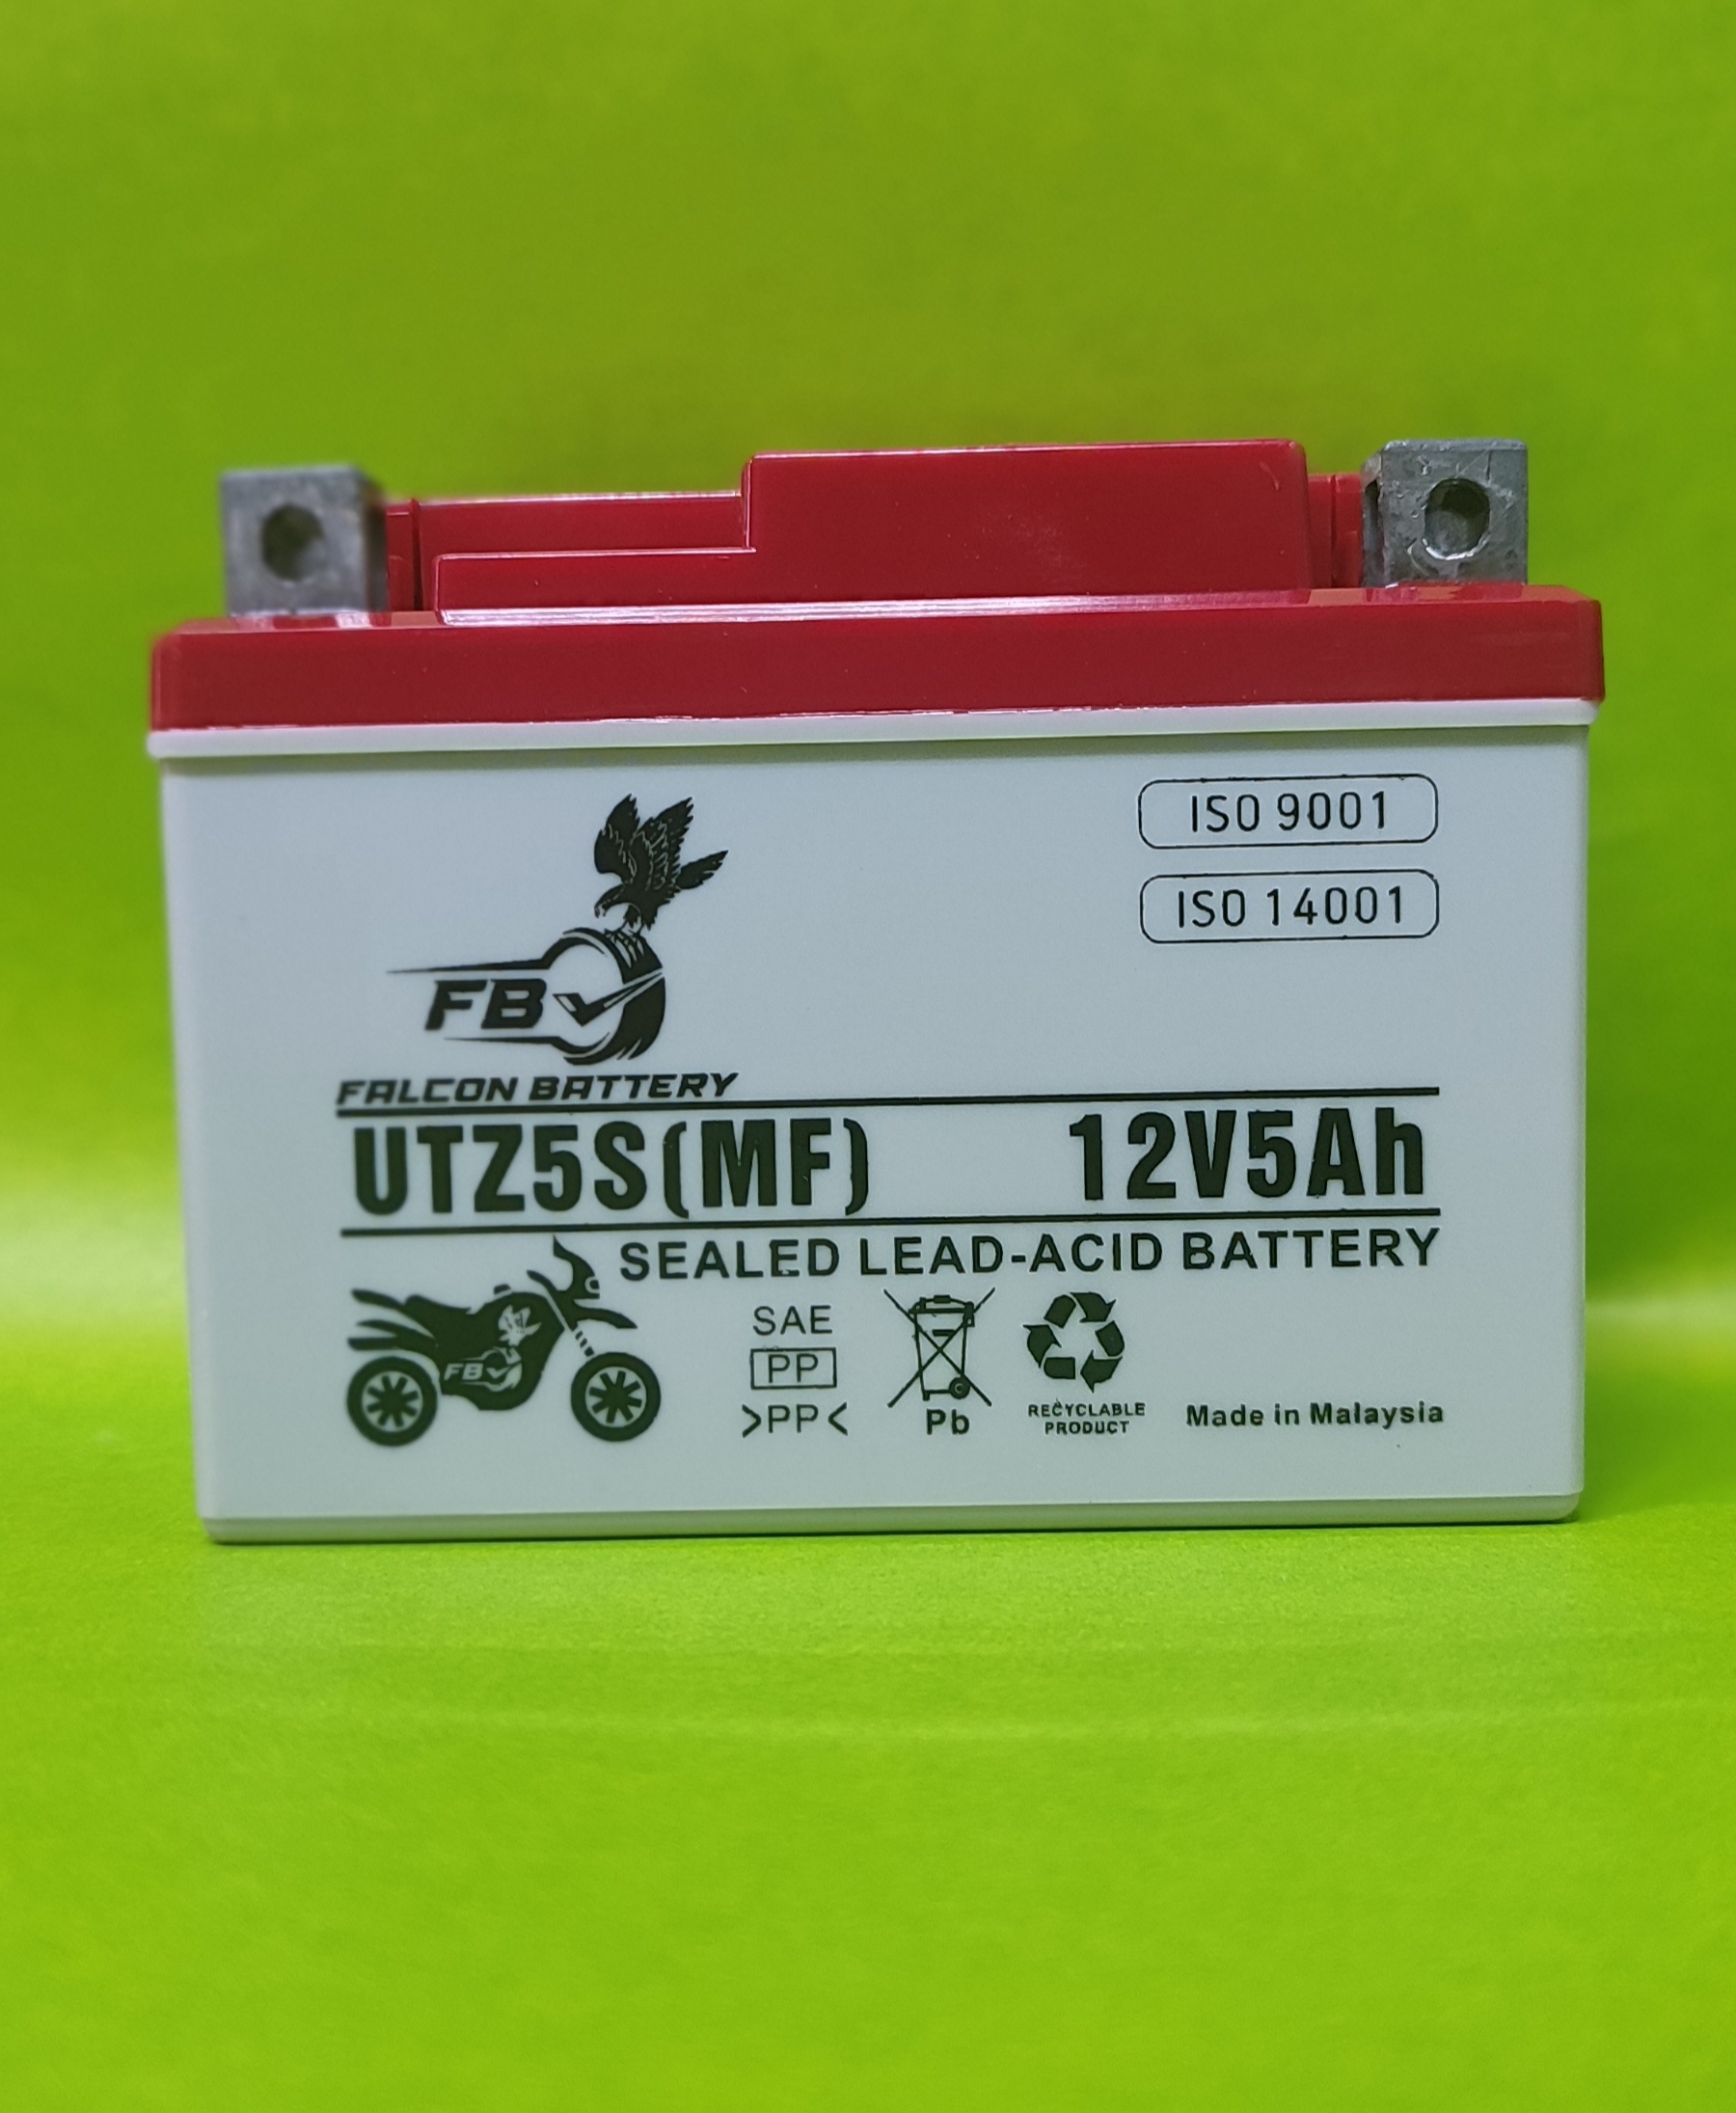 ISO 9001
ISO 14001
FB
FALCON BATTERY
UTZ5S(MF) 12V5Ah
SEALED LEAD-ACID BATTERY
FB
SAE
PP
>PP<
Pb
RECYCLABLE
PRODUCT
Made in Malaysia